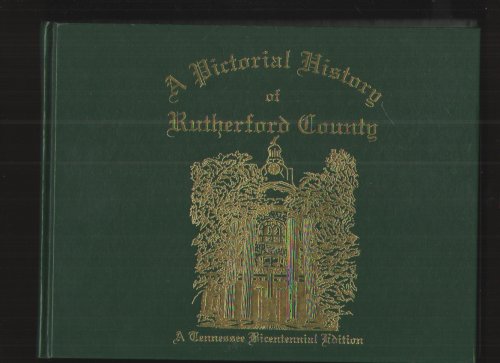 A Pictorial History
of
Rutherford County
A Tennessee Bicentennial Edition